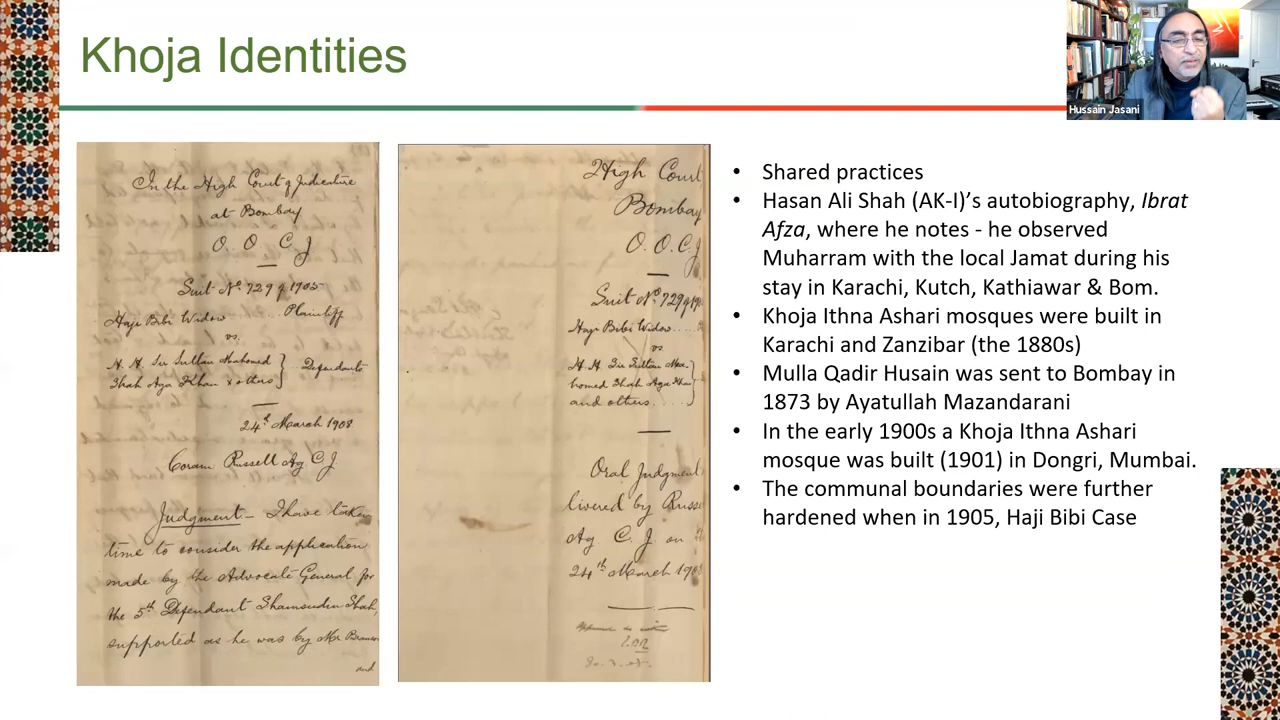 Khoja Identities
Hussain Jasani
In the High Court of Judicature
at Bombay
O. O. C. J
Suit No. 729 of 1905
Haji Bibi Widow Plaintiff
vs.
H. H. Sir Sultan Mahomed
Shah Aga Khan & others } Defendants
24th March 1908
Coram Russell Ag C. J.
Judgment - I have taken
time to consider the application
made by the Advocate General for
the 5th Defendant Shamsudin Shah,
supported as he was by Mr
and
High Court
Bombay
O. O. C. J
Suit No. 729 of 19
Haji Bibi Widow
vs
H. H. Sir Sultan Ma-
homed Shah Aga Khan
and others
Oral Judgment
livered by Russe
Ag C. J. on
24th March 190
• Shared practices
• Hasan Ali Shah (AK-I)'s autobiography, Ibrat
Afza, where he notes - he observed
Muharram with the local Jamat during his
stay in Karachi, Kutch, Kathiawar & Bom.
• Khoja Ithna Ashari mosques were built in
Karachi and Zanzibar (the 1880s)
• Mulla Qadir Husain was sent to Bombay in
1873 by Ayatullah Mazandarani
• In the early 1900s a Khoja Ithna Ashari
mosque was built (1901) in Dongri, Mumbai.
• The communal boundaries were further
hardened when in 1905, Haji Bibi Case